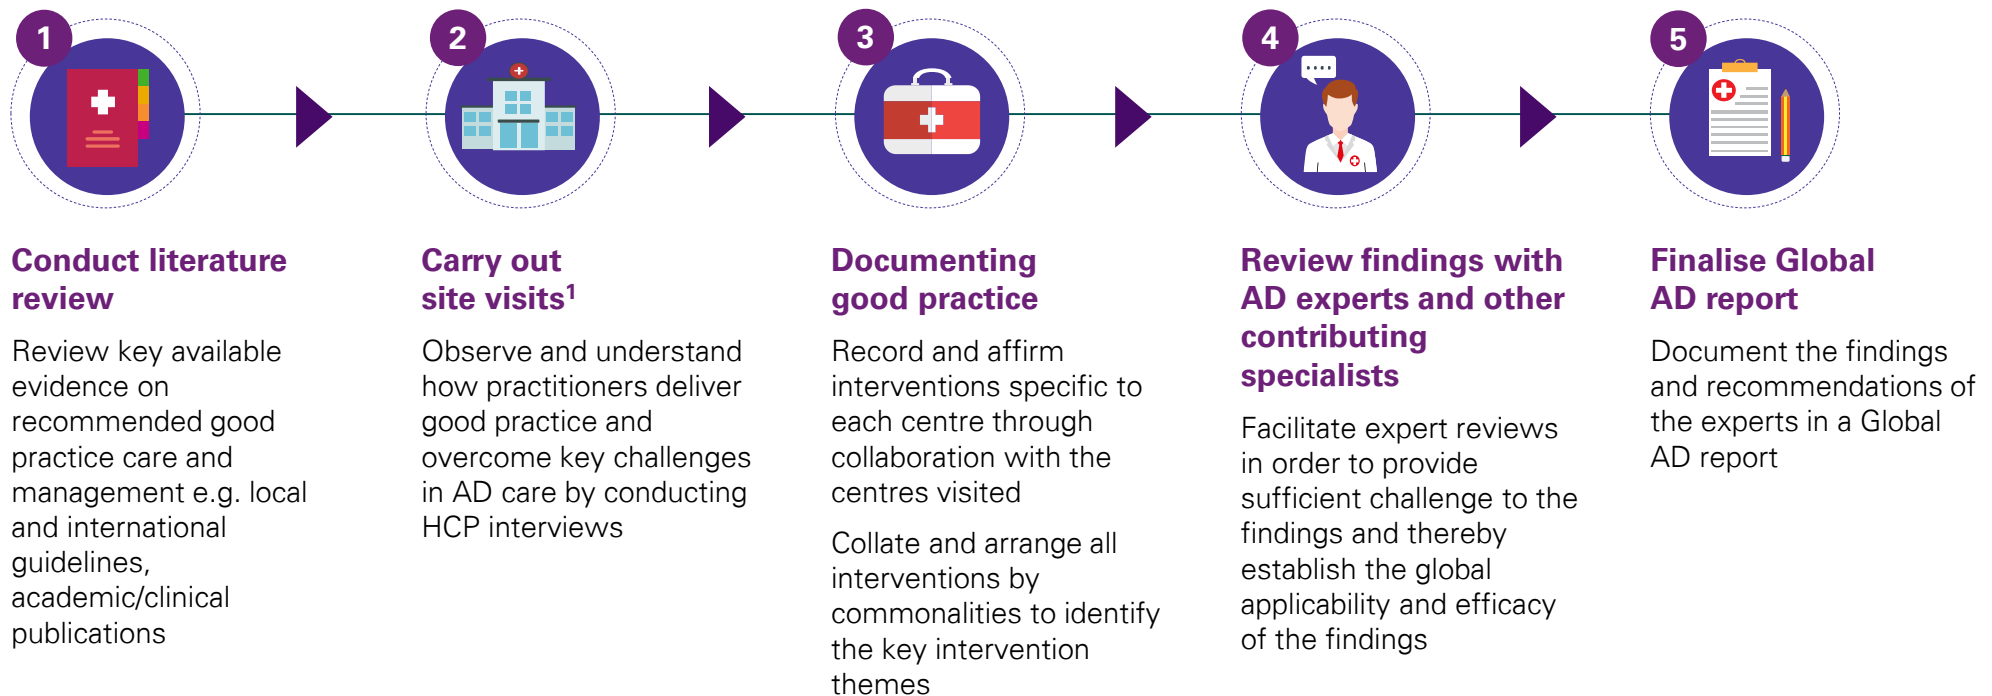 1
Conduct literature
review
Review key available
evidence on
recommended good
practice care and
management e.g. local
and international
guidelines,
academic/clinical
publications
2
Carry out
site visits¹
Observe and understand
how practitioners deliver
good practice and
overcome key challenges
in AD care by conducting
HCP interviews
3
Documenting
good practice
Record and affirm
interventions specific to
each centre through
collaboration with the
centres visited
Collate and arrange all
interventions by
commonalities to identify
the key intervention
themes
4
Review findings with
AD experts and other
contributing
specialists
Facilitate expert reviews
in order to provide
sufficient challenge to the
findings and thereby
establish the global
applicability and efficacy
of the findings
5
Finalise Global
AD report
Document the findings
and recommendations of
the experts in a Global
AD report